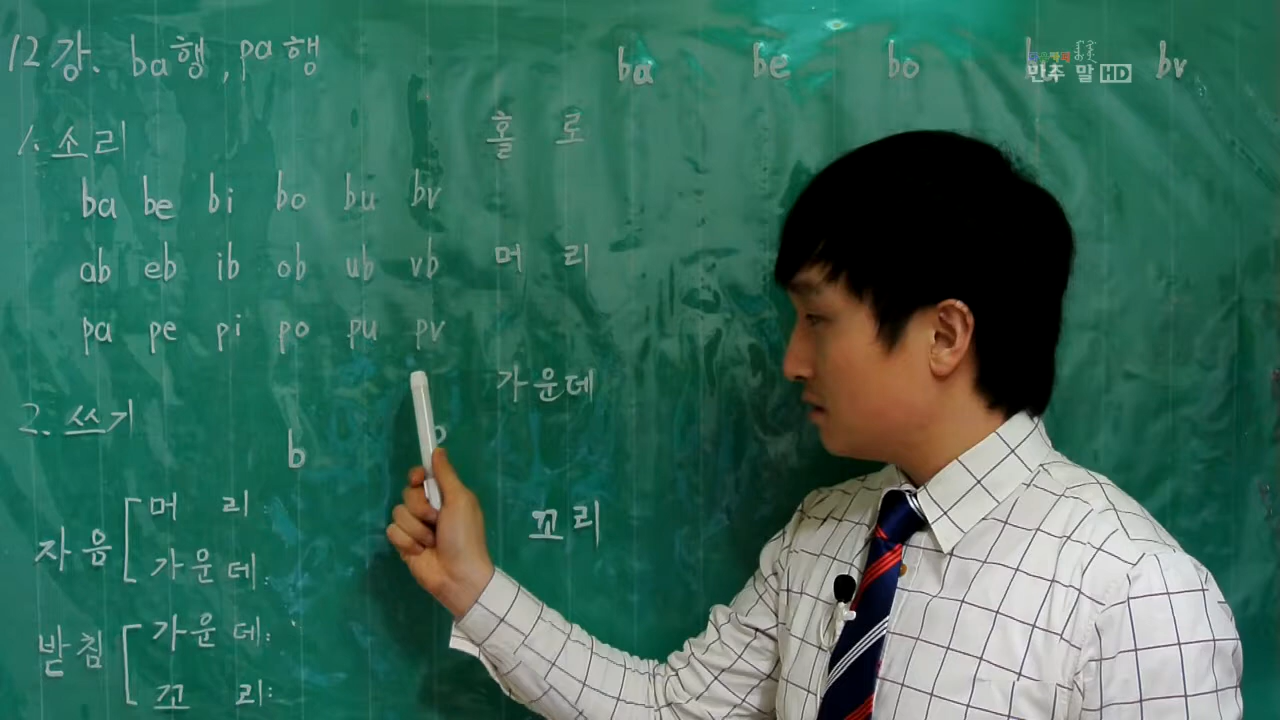 12강. ba행, pa행
ba be bo bv
민주 말 HD
1. 소리
홀로
ba be bi bo bu bv
ab eb ib ob ub vb
머리
pa pe pi po pu pv
가운데
2. 쓰기
b
꼬리
자음 머리
가운데:
받침 가운데:
꼬리: